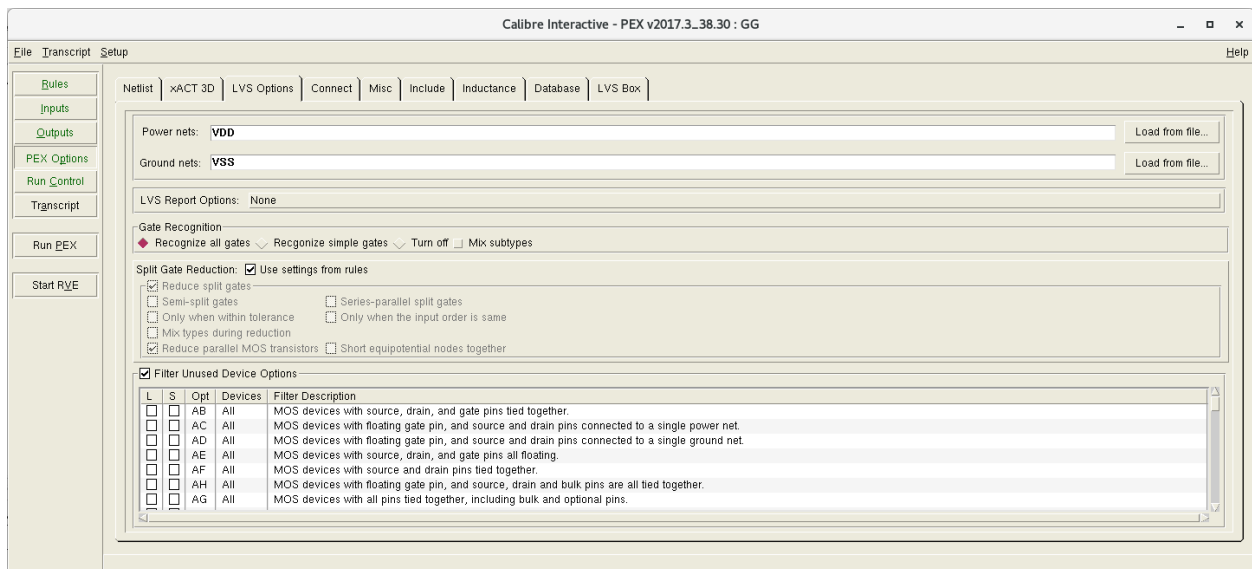 Calibre Interactive - PEX v2017.3_38.30 : GG
File Transcript Setup Help
Rules
Inputs
Outputs
PEX Options
Run Control
Transcript
Run PEX
Start RVE
Netlist xACT 3D LVS Options Connect Misc Include Inductance Database LVS Box
Power nets: VDD Load from file...
Ground nets: VSS Load from file...
LVS Report Options: None
Gate Recognition
Recognize all gates Recgonize simple gates Turn off Mix subtypes
Split Gate Reduction: Use settings from rules
Reduce split gates
Semi-split gates Series-parallel split gates
Only when within tolerance Only when the input order is same
Mix types during reduction
Reduce parallel MOS transistors Short equipotential nodes together
Filter Unused Device Options
L S Opt Devices Filter Description
AB All MOS devices with source, drain, and gate pins tied together.
AC All MOS devices with floating gate pin, and source and drain pins connected to a single power net.
AD All MOS devices with floating gate pin, and source and drain pins connected to a single ground net.
AE All MOS devices with source, drain, and gate pins all floating.
AF All MOS devices with source and drain pins tied together.
AH All MOS devices with floating gate pin, and source, drain and bulk pins are all tied together.
AG All MOS devices with all pins tied together, including bulk and optional pins.